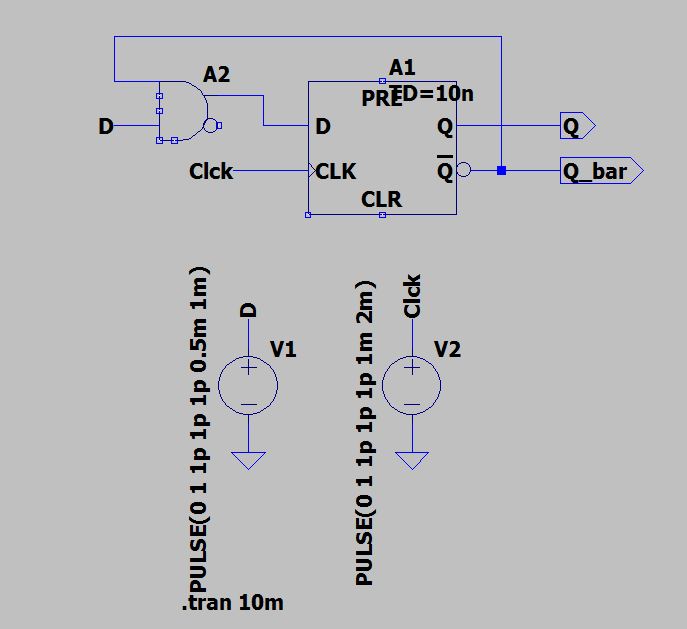 A2
A1
PRE
TD=10n
D
D
Q
Q
Clck
CLK
Q
Q_bar
CLR
PULSE(0 1 1p 1p 1p 0.5m 1m)
D
V1
PULSE(0 1 1p 1p 1p 1m 2m)
Clck
V2
.tran 10m